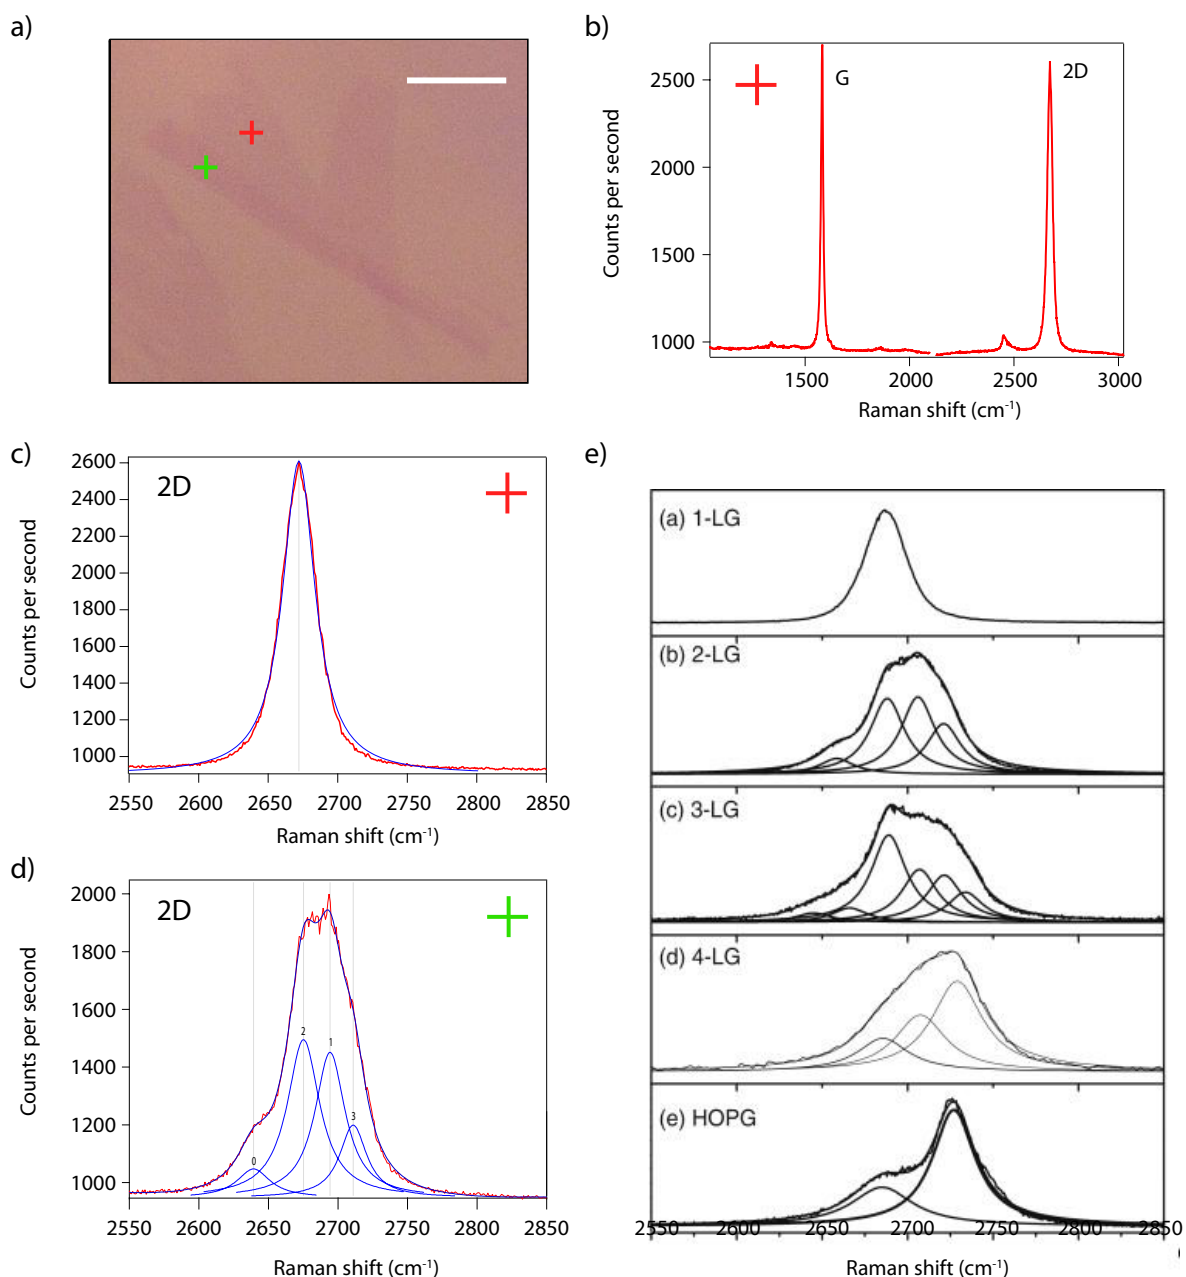 a)
b)
G
2D
2500
2000
1500
1000
Counts per second
1500 2000 2500 3000
Raman shift (cm⁻¹)
c)
2D
2600
2400
2200
2000
1800
1600
1400
1200
1000
Counts per second
2550 2600 2650 2700 2750 2800 2850
Raman shift (cm⁻¹)
d)
2D
2000
1800
1600
1400
1200
1000
Counts per second
0
2
1
3
2550 2600 2650 2700 2750 2800 2850
Raman shift (cm⁻¹)
e)
(a) 1-LG
(b) 2-LG
(c) 3-LG
(d) 4-LG
(e) HOPG
2550 2600 2650 2700 2750 2800 2850
Raman shift (cm⁻¹)